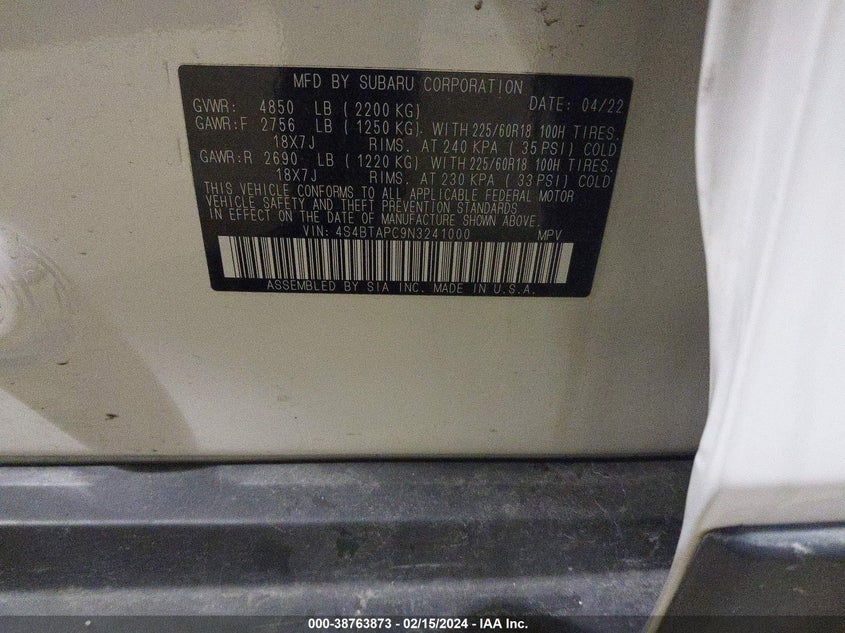 MFD BY SUBARU CORPORATION
GVWR: 4850 LB ( 2200 KG) DATE: 04/22
GAWR:F 2756 LB ( 1250 KG). WITH 225/60R18 100H TIRES.
18X7J RIMS. AT 240 KPA ( 35 PSI) COLD
GAWR:R 2690 LB ( 1220 KG) WITH 225/60R18 100H TIRES.
18X7J RIMS. AT 230 KPA ( 33 PSI) COLD
THIS VEHICLE CONFORMS TO ALL APPLICABLE FEDERAL MOTOR
VEHICLE SAFETY AND THEFT PREVENTION STANDARDS
IN EFFECT ON THE DATE OF MANUFACTURE SHOWN ABOVE.
VIN: 4S4BTAPC9N3241000 MPV
ASSEMBLED BY SIA INC. MADE IN U.S.A.
000-38763873 - 02/15/2024 - IAA Inc.